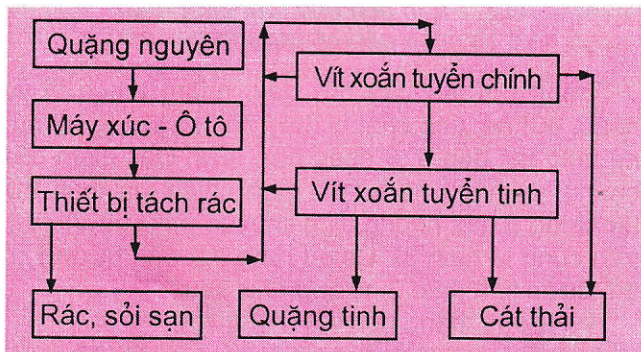 Quặng nguyên
Máy xúc - Ô tô
Thiết bị tách rác
Rác, sỏi sạn
Vít xoắn tuyển chính
Vít xoắn tuyển tinh
Quặng tinh
Cát thải